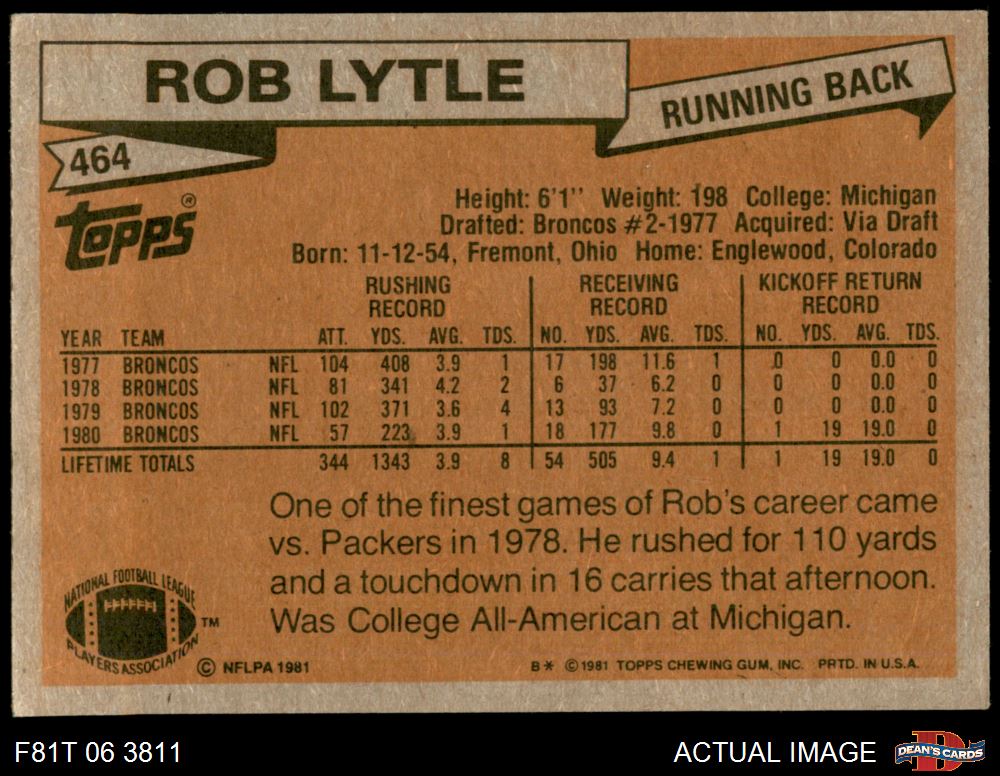 ROB LYTLE
RUNNING BACK
464
Topps®
Height: 6'1'' Weight: 198 College: Michigan
Drafted: Broncos #2-1977 Acquired: Via Draft
Born: 11-12-54, Fremont, Ohio Home: Englewood, Colorado
RUSHING RECORD RECEIVING RECORD KICKOFF RETURN RECORD
YEAR TEAM ATT. YDS. AVG. TDS. NO. YDS. AVG. TDS. NO. YDS. AVG. TDS.
1977 BRONCOS NFL 104 408 3.9 1 17 198 11.6 1 0 0 0.0 0
1978 BRONCOS NFL 81 341 4.2 2 6 37 6.2 0 0 0 0.0 0
1979 BRONCOS NFL 102 371 3.6 4 13 93 7.2 0 0 0 0.0 0
1980 BRONCOS NFL 57 223 3.9 1 18 177 9.8 0 1 19 19.0 0
LIFETIME TOTALS 344 1343 3.9 8 54 505 9.4 1 1 19 19.0 0
One of the finest games of Rob's career came
vs. Packers in 1978. He rushed for 110 yards
and a touchdown in 16 carries that afternoon.
Was College All-American at Michigan.
NATIONAL FOOTBALL LEAGUE
PLAYERS ASSOCIATION
TM
© NFLPA 1981
B* © 1981 TOPPS CHEWING GUM, INC. PRTD. IN U.S.A.
F81T 06 3811
ACTUAL IMAGE
D
DEAN'S CARDS